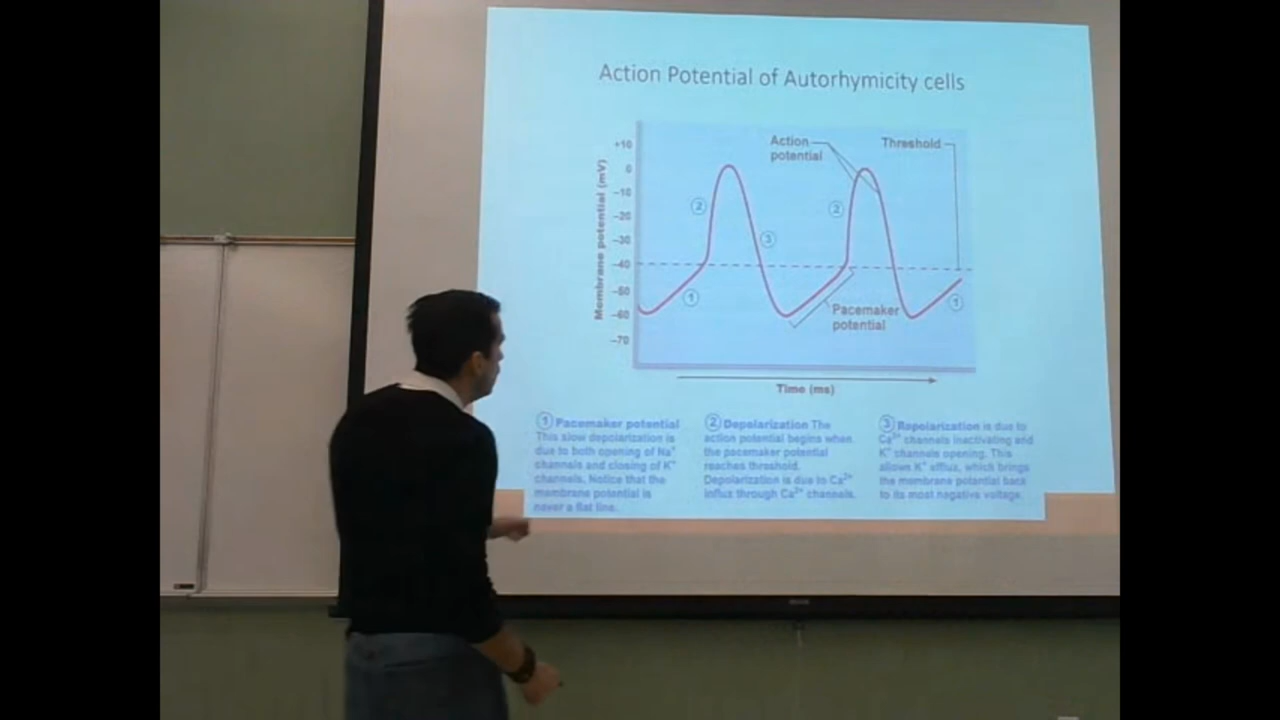 Action Potential of Autorhymicity cells
Membrane potential (mV)
+10
0
−10
−20
−30
−40
−50
−60
−70
Action
potential
Threshold
2
2
3
1
1
Pacemaker
potential
Time (ms)
1 Pacemaker potential
This slow depolarization is
due to both opening of Na+
channels and closing of K+
channels. Notice that the
membrane potential is
never a flat line.
2 Depolarization The
action potential begins when
the pacemaker potential
reaches threshold.
Depolarization is due to Ca2+
influx through Ca2+ channels.
3 Repolarization is due to
Ca2+ channels inactivating and
K+ channels opening. This
allows K+ efflux, which brings
the membrane potential back
to its most negative voltage.